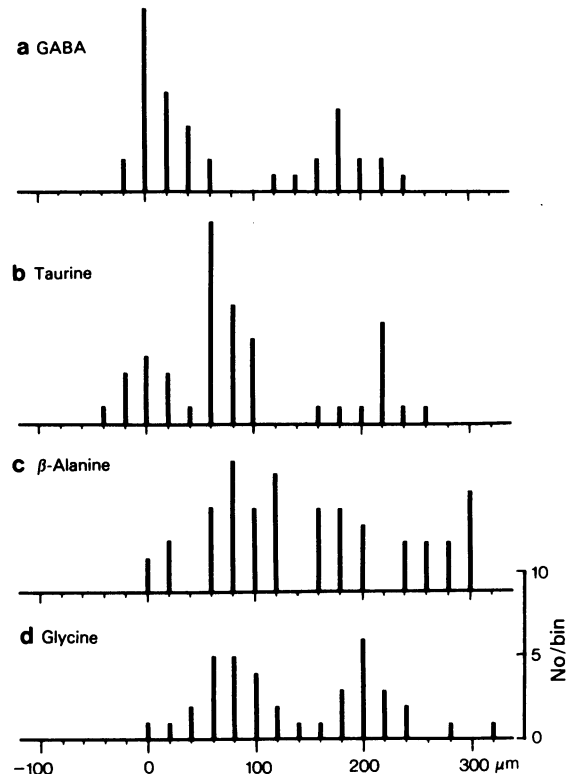 a GABA
b Taurine
c β-Alanine
10
d Glycine
5
No/bin
0
-100 0 100 200 300 μm